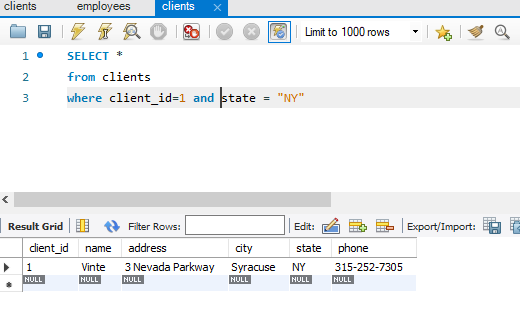 clients employees clients
Limit to 1000 rows
1 SELECT *
2 from clients
3 where client_id=1 and state = "NY"
Result Grid Filter Rows: Edit: Export/Import:
client_id name address city state phone
1 Vinte 3 Nevada Parkway Syracuse NY 315-252-7305
NULL NULL NULL NULL NULL NULL